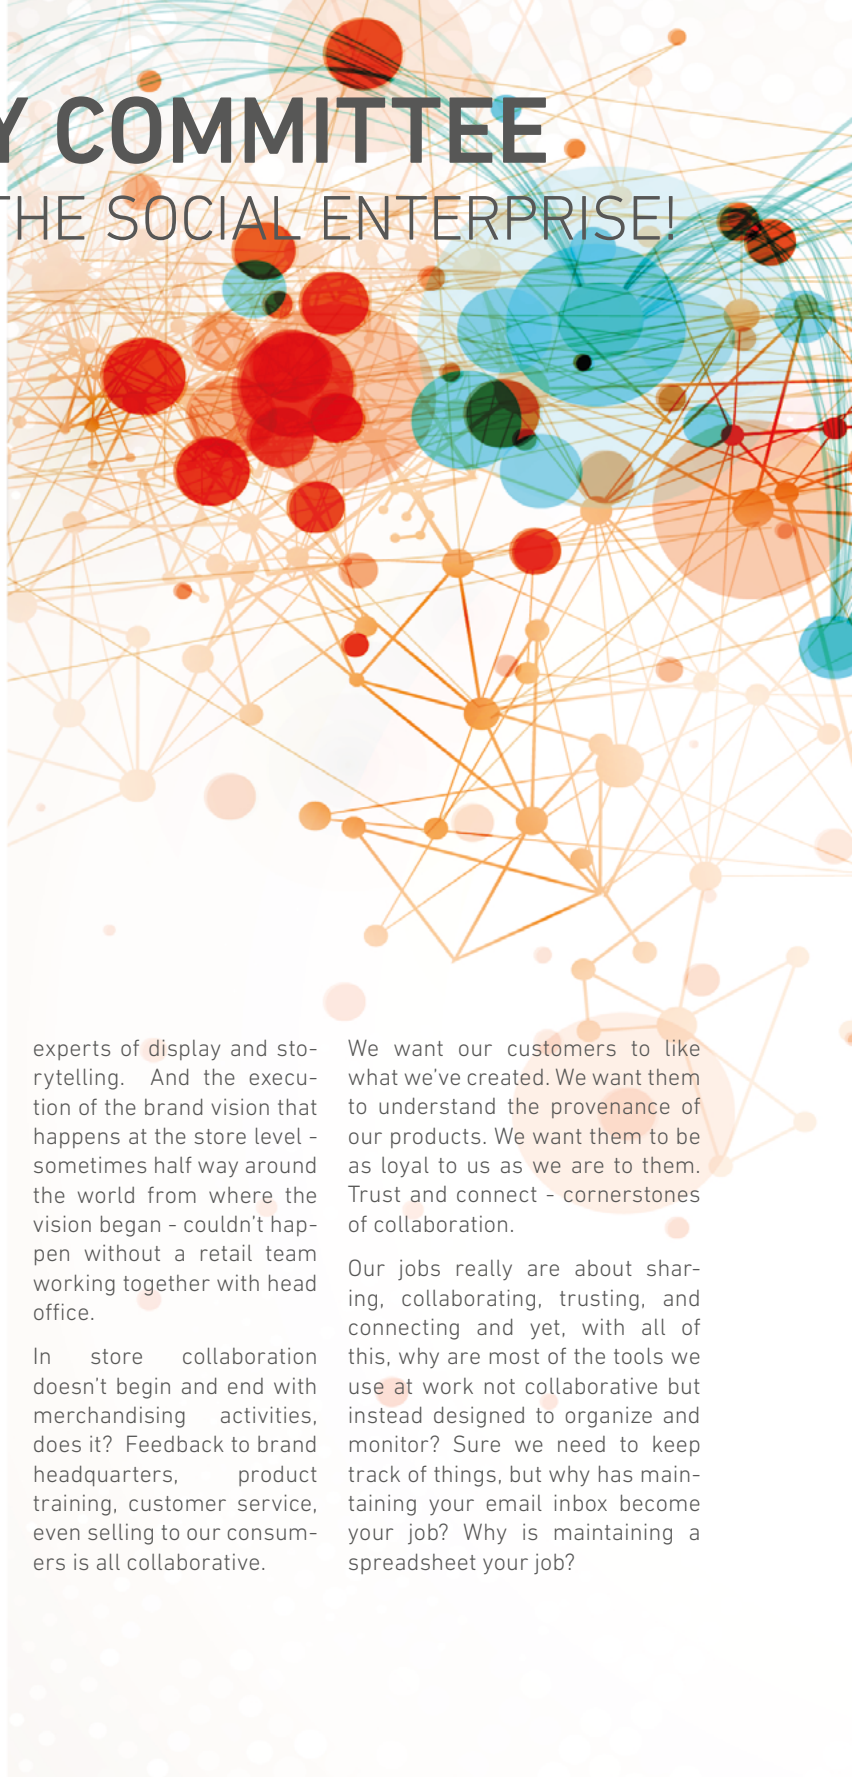 Y COMMITTEE
THE SOCIAL ENTERPRISE!
experts of display and sto-
rytelling. And the execu-
tion of the brand vision that
happens at the store level -
sometimes half way around
the world from where the
vision began - couldn't hap-
pen without a retail team
working together with head
office.
In store collaboration
doesn't begin and end with
merchandising activities,
does it? Feedback to brand
headquarters, product
training, customer service,
even selling to our consum-
ers is all collaborative.
We want our customers to like
what we've created. We want them
to understand the provenance of
our products. We want them to be
as loyal to us as we are to them.
Trust and connect - cornerstones
of collaboration.
Our jobs really are about shar-
ing, collaborating, trusting, and
connecting and yet, with all of
this, why are most of the tools we
use at work not collaborative but
instead designed to organize and
monitor? Sure we need to keep
track of things, but why has main-
taining your email inbox become
your job? Why is maintaining a
spreadsheet your job?